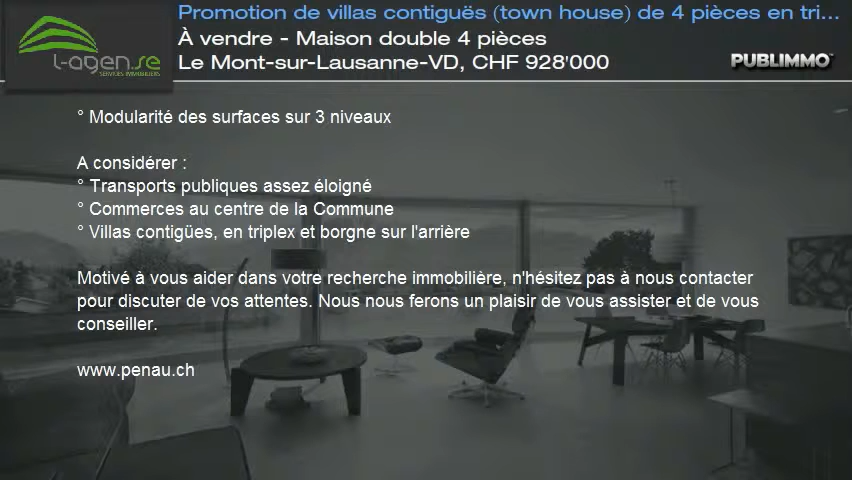 Promotion de villas contiguës (town house) de 4 pièces en tri...
l-agen.se
SERVICES IMMOBILIERS
À vendre - Maison double 4 pièces
Le Mont-sur-Lausanne-VD, CHF 928'000
PUBLIMMO
° Modularité des surfaces sur 3 niveaux
A considérer :
° Transports publiques assez éloigné
° Commerces au centre de la Commune
° Villas contigües, en triplex et borgne sur l'arrière
Motivé à vous aider dans votre recherche immobilière, n'hésitez pas à nous contacter
pour discuter de vos attentes. Nous nous ferons un plaisir de vous assister et de vous
conseiller.
www.penau.ch